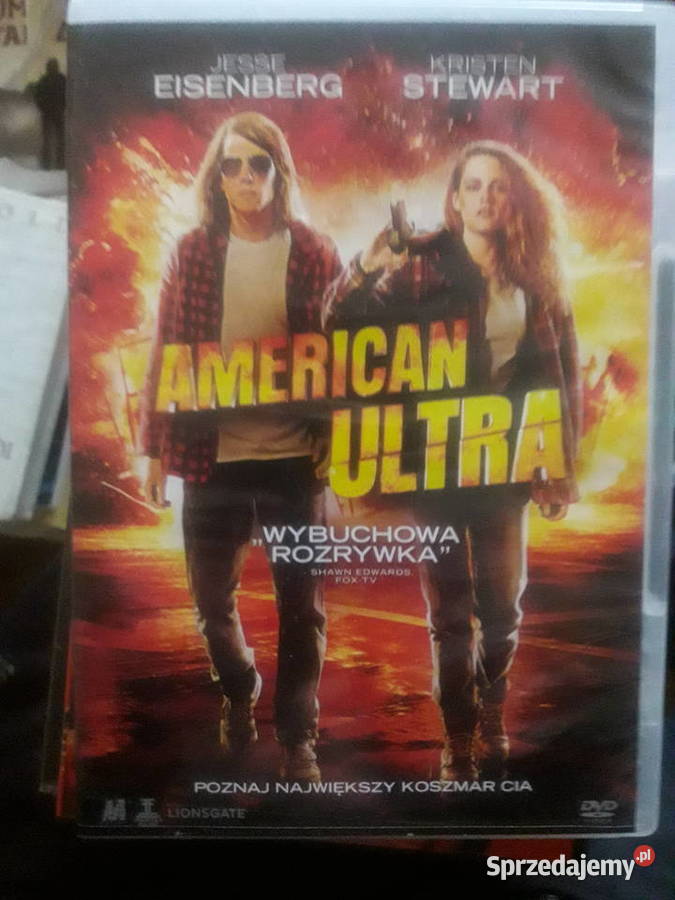 JESSE
EISENBERG
KRISTEN
STEWART
AMERICAN
ULTRA
„WYBUCHOWA
ROZRYWKA”
- SHAWN EDWARDS,
FOX-TV
POZNAJ NAJWIĘKSZY KOSZMAR CIA
LIONSGATE
DVD
Sprzedajemy.pl